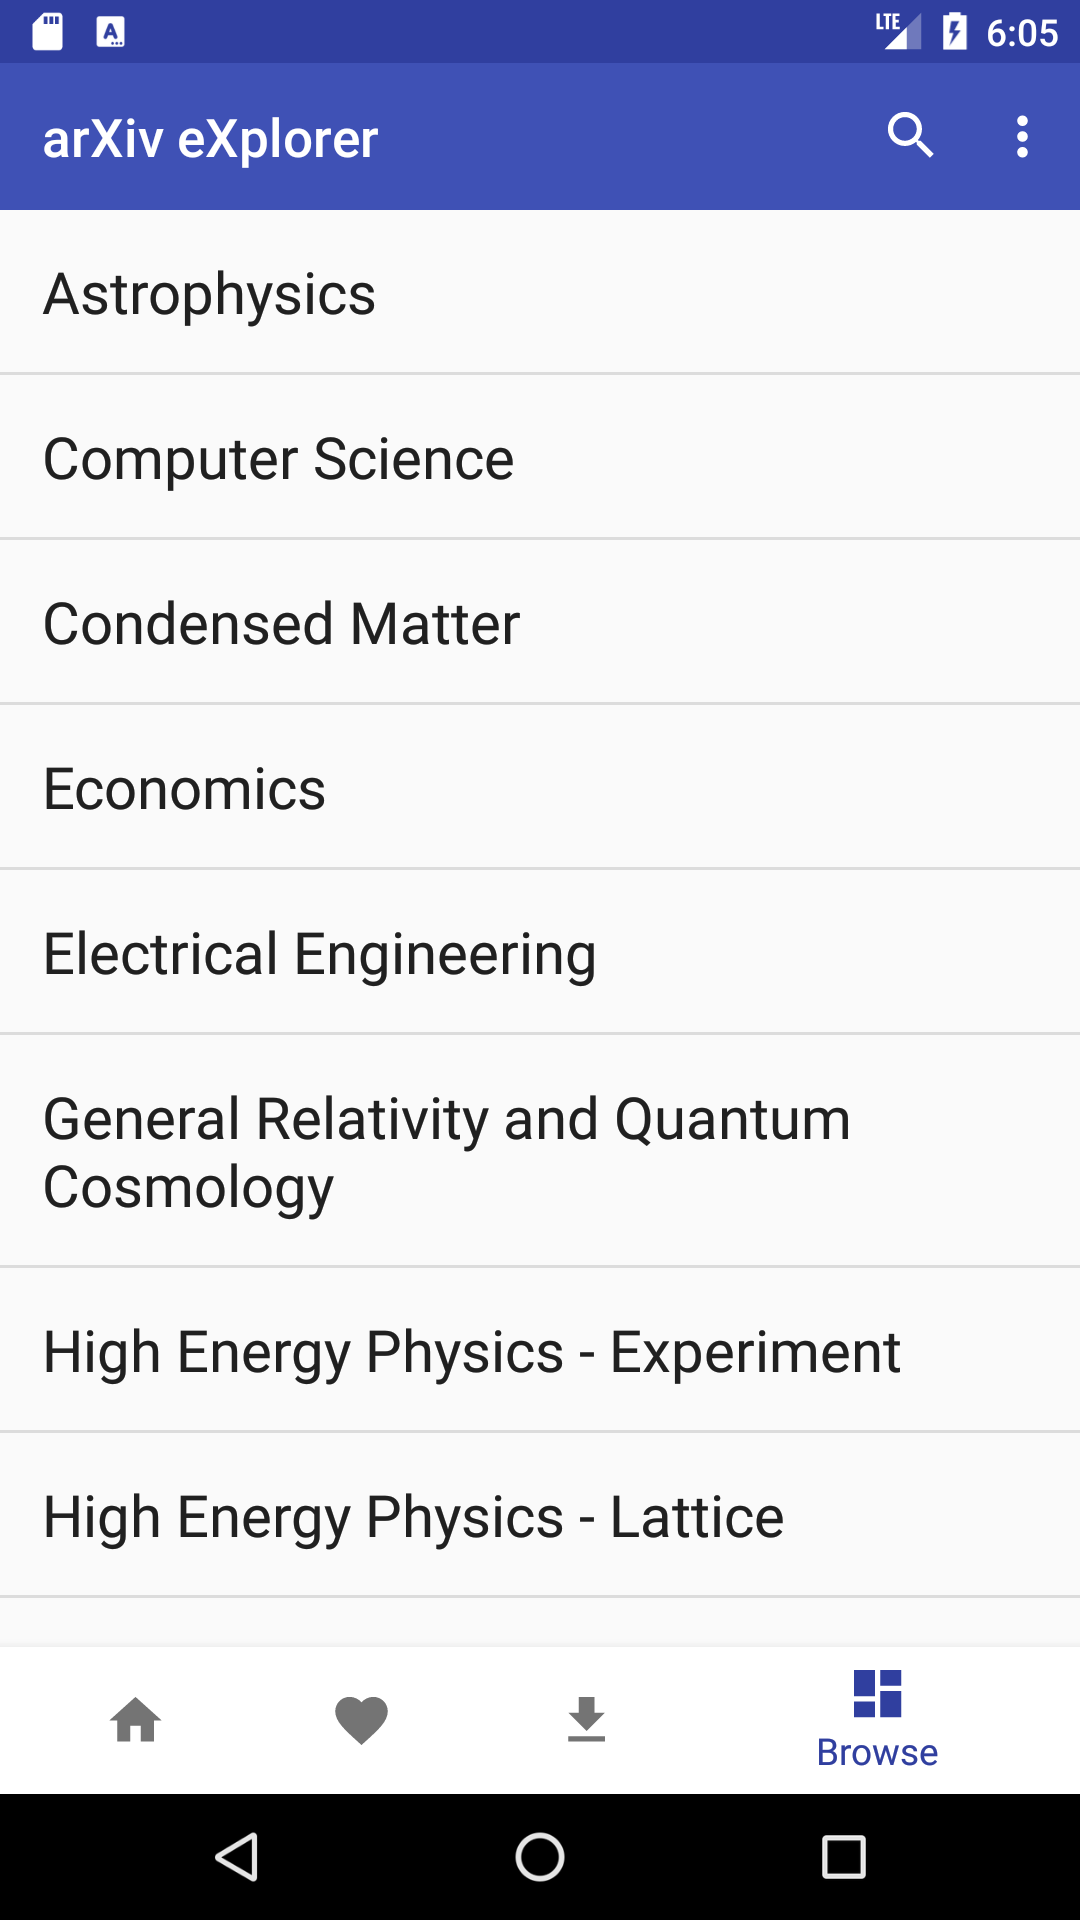 LTE 6:05
arXiv eXplorer
Astrophysics
Computer Science
Condensed Matter
Economics
Electrical Engineering
General Relativity and Quantum
Cosmology
High Energy Physics - Experiment
High Energy Physics - Lattice
Browse